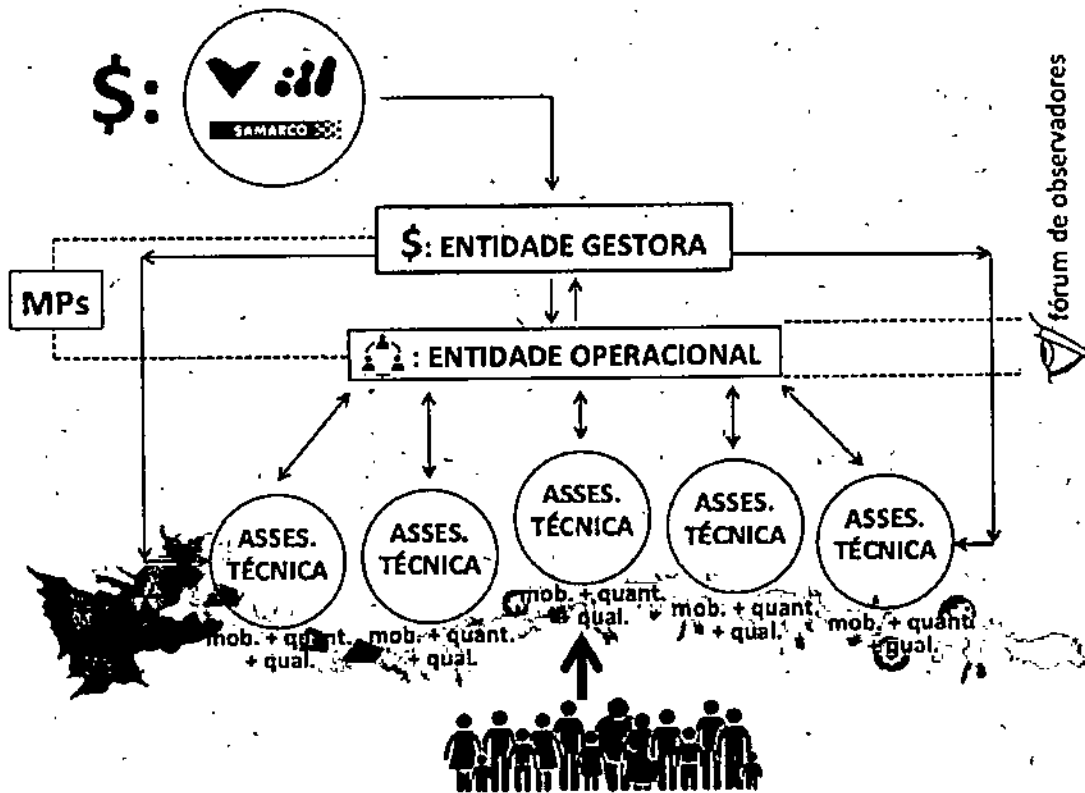 $:
SAMARCO
fórum de observadores
$: ENTIDADE GESTORA
MPs
: ENTIDADE OPERACIONAL
ASSES.
TÉCNICA
ASSES.
TÉCNICA
ASSES.
TÉCNICA
ASSES.
TÉCNICA
ASSES.
TÉCNICA
mob. + quant.
+ qual.
mob. + quant.
+ qual.
mob. + quant.
+ qual.
mob. + quant.
+ qual.
mob. + quant.
+ qual.